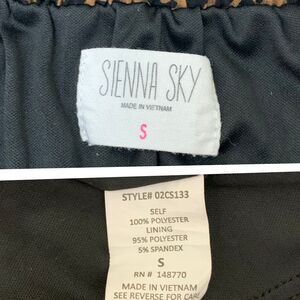 SIENNA SKY
MADE IN VIETNAM
S
STYLE# 02CS133
SELF
100% POLYESTER
LINING
95% POLYESTER
5% SPANDEX
S
RN # 148770
MADE IN VIETNAM
SEE REVERSE FOR CARE